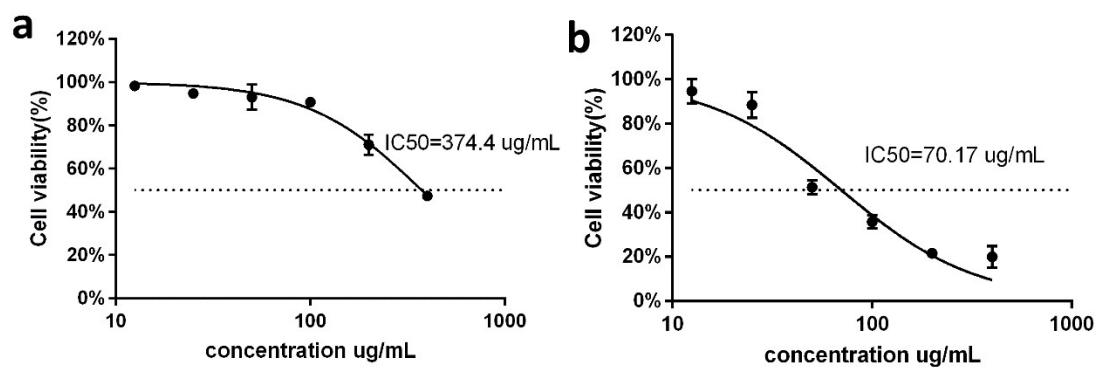 a
120%
100%
80%
60%
40%
20%
0%
Cell viability(%)
IC50=374.4 ug/mL
10
100
1000
concentration ug/mL
b
120%
100%
80%
60%
40%
20%
0%
Cell viability(%)
IC50=70.17 ug/mL
10
100
1000
concentration ug/mL